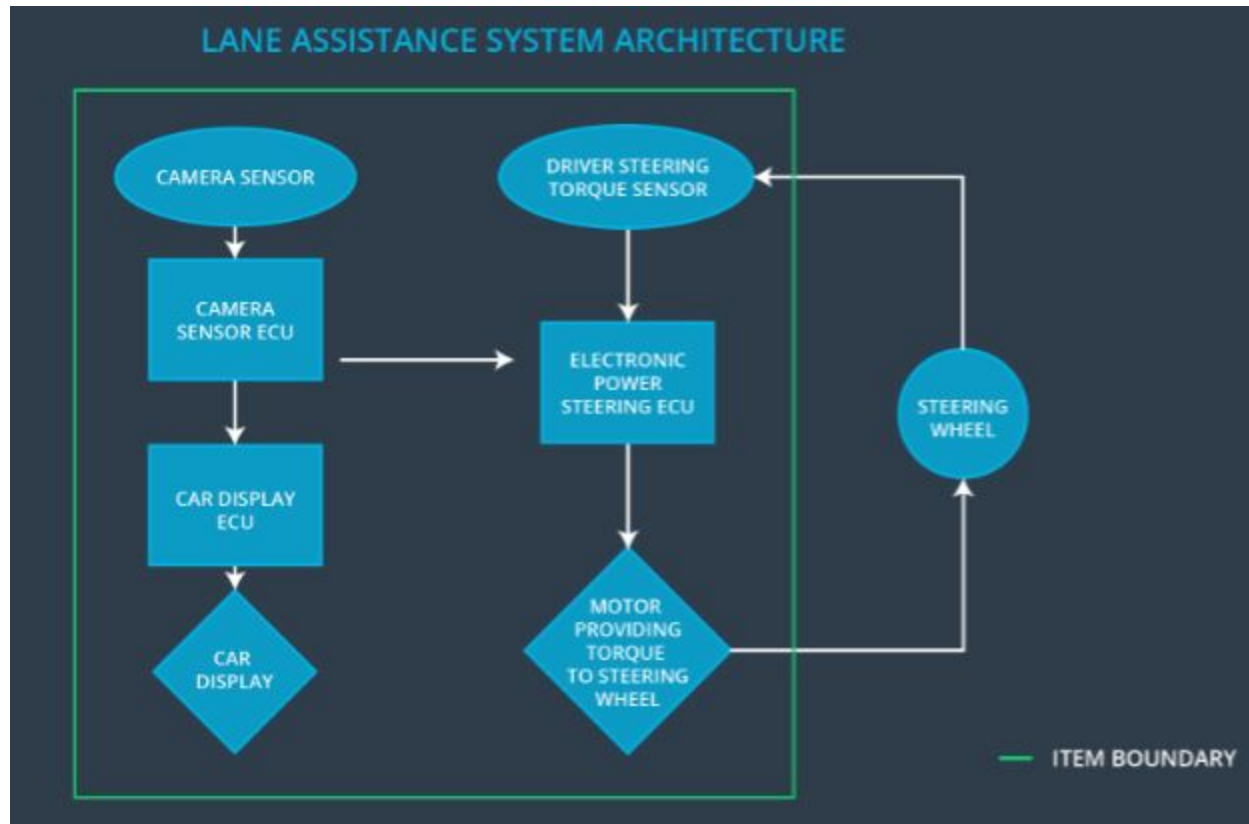 LANE ASSISTANCE SYSTEM ARCHITECTURE
CAMERA SENSOR
CAMERA
SENSOR ECU
CAR DISPLAY
ECU
CAR
DISPLAY
DRIVER STEERING
TORQUE SENSOR
ELECTRONIC
POWER
STEERING ECU
MOTOR
PROVIDING
TORQUE
TO STEERING
WHEEL
STEERING
WHEEL
ITEM BOUNDARY